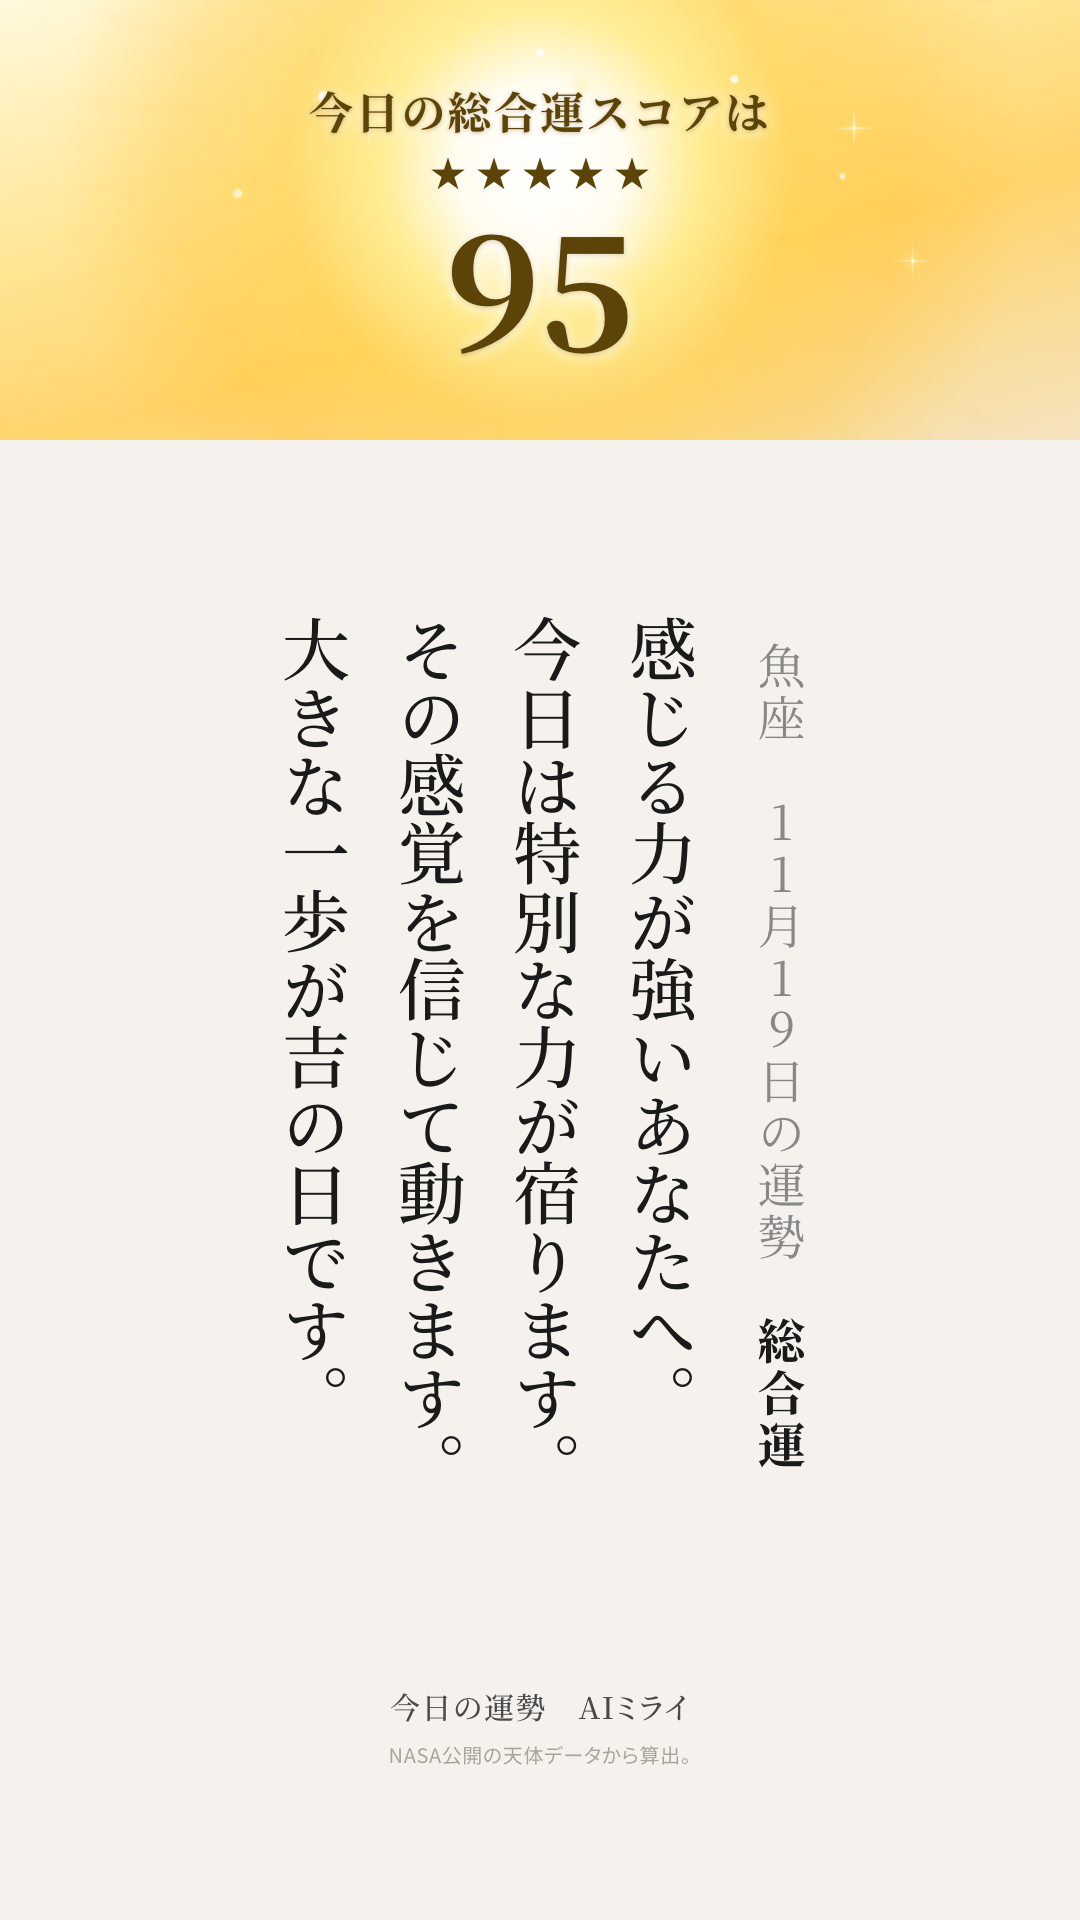 今日の総合運スコアは
★★★★★
95
魚座　11月19日の運勢　総合運
感じる力が強いあなたへ。
今日は特別な力が宿ります。
その感覚を信じて動きます。
大きな一歩が吉の日です。
今日の運勢　AIミライ
NASA公開の天体データから算出。